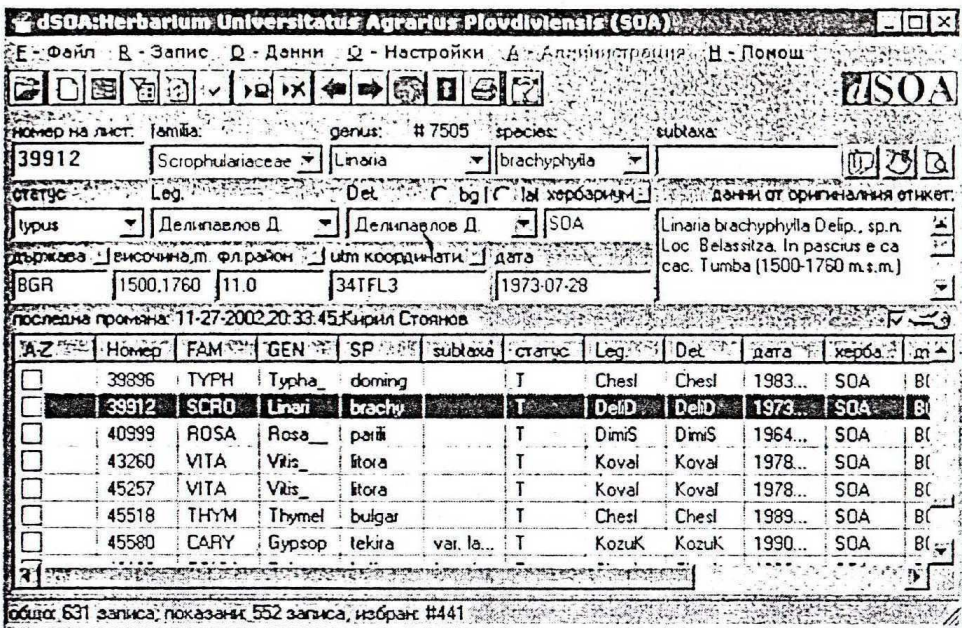 dSOA:Herbarium Universitatus Agrarius Plovdiviensis (SOA)
F - Файл R - Запис D - Данни O - Настройки A - Администрация H - Помощ
dSOA
номер на лист: familia: genus: # 7505 species: subtaxa:
39912 Scrophulariaceae Linaria brachyphylla
статус Leg. Det. bg lat хербариум данни от оригиналния етикет:
typus Делипавлов Д. Делипавлов Д. SOA Linaria brachyphylla Delip., sp.n.
Loc. Belassitza. In pascius e ca
cac. Tumba (1500-1760 m.s.m.)
държава височина,m. фл.район utm координати. дата
BGR 1500,1760 11.0 34TFL3 1973-07-28
последна промяна: 11-27-2002,20:33:45;Кирил Стоянов
A-Z Номер FAM GEN SP subtaxa статус Leg. Det. дата херба..
39896 TYPH Typha_ doming T Chesl Chesl 1983... SOA
39912 SCRO Linari brachy T DeliD DeliD 1973... SOA
40999 ROSA Rosa__ parili T DimiS DimiS 1964... SOA
43260 VITA Vitis_ litora T Koval Koval 1978... SOA
45257 VITA Vitis_ litora T Koval Koval 1978... SOA
45518 THYM Thymel bulgar T Chesl Chesl 1989... SOA
45580 CARY Gypsop tekira var. la... T KozuK KozuK 1990... SOA
общо: 631 записа; показани: 552 записа, избран: #441